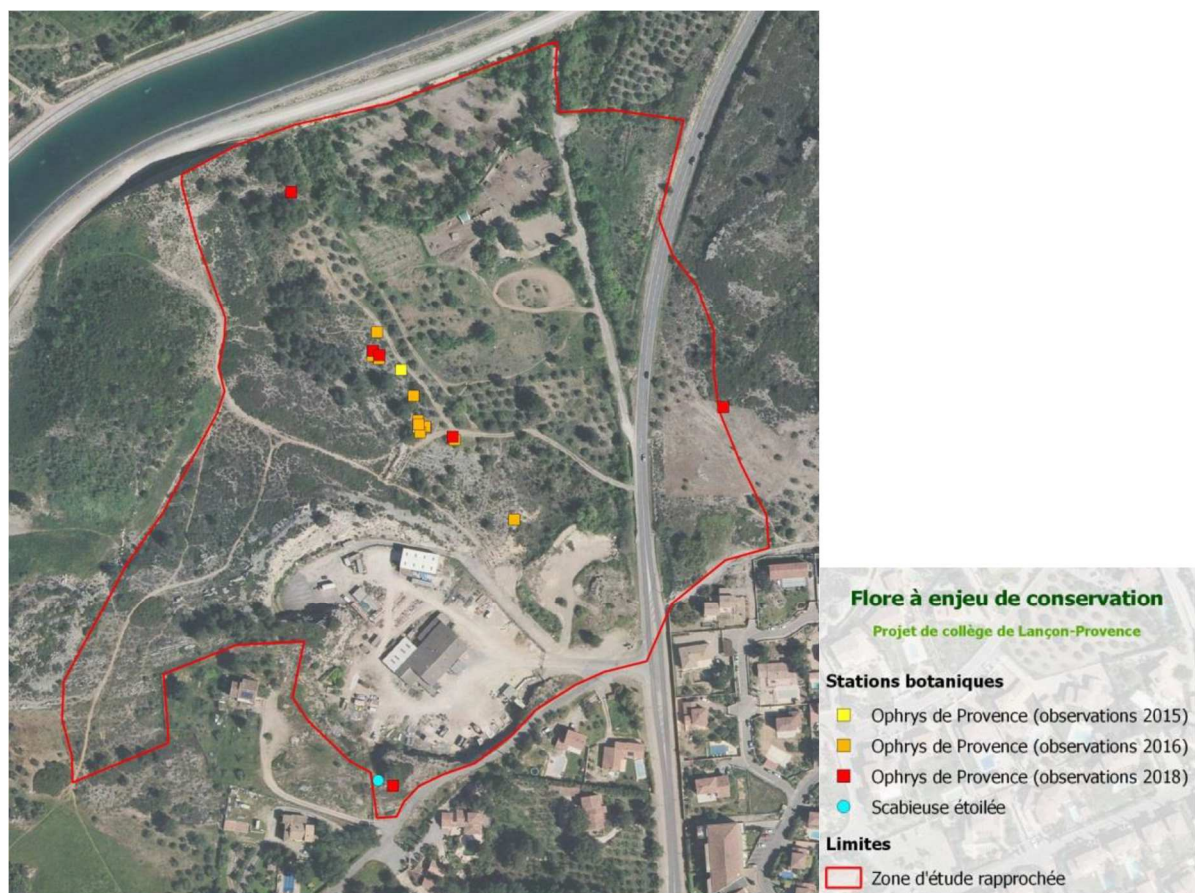 Flore à enjeu de conservation
Projet de collège de Lançon-Provence
Stations botaniques
Ophrys de Provence (observations 2015)
Ophrys de Provence (observations 2016)
Ophrys de Provence (observations 2018)
Scabieuse étoilée
Limites
Zone d'étude rapprochée